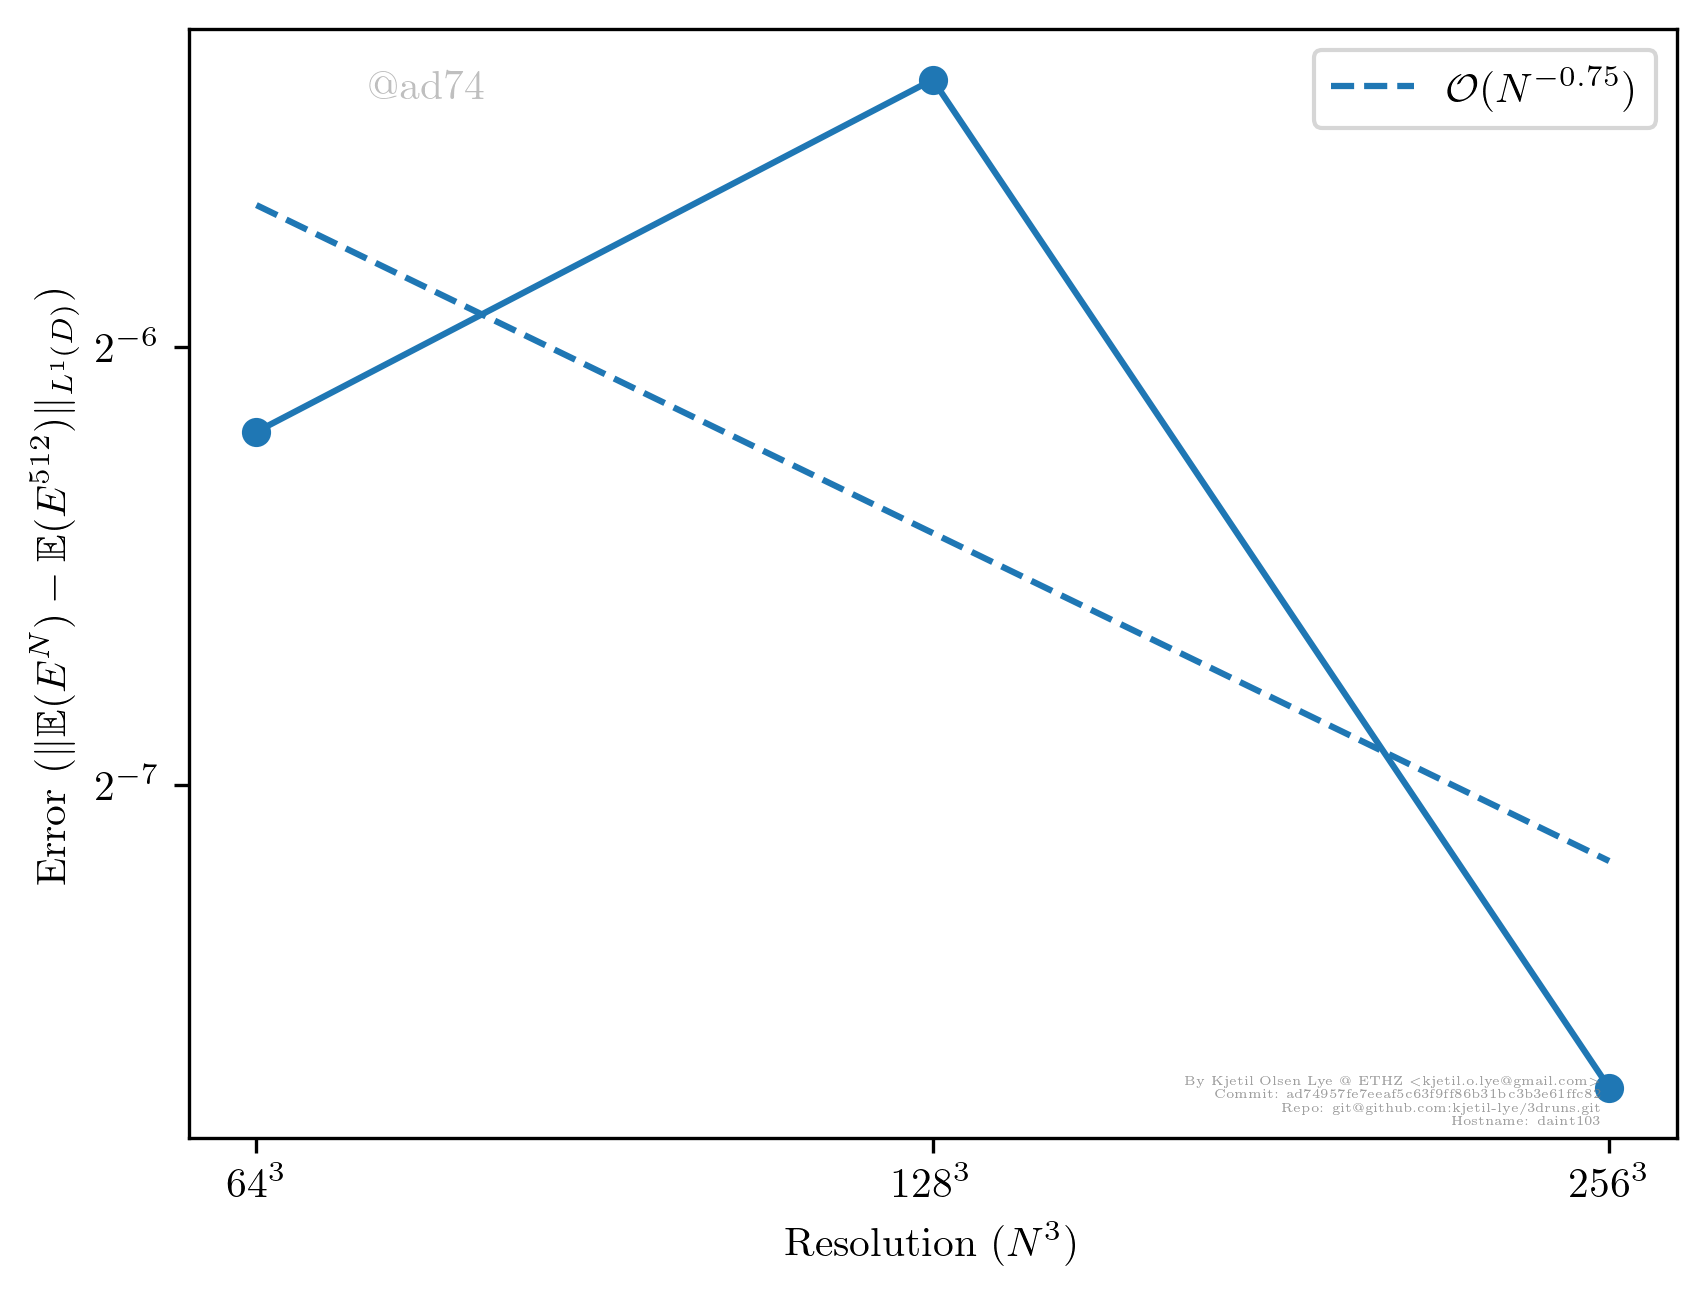 @ad74
𝒪(N^{-0.75})
2^{-6}
2^{-7}
Error (‖𝔼(E^N) − 𝔼(E^{512})‖_{L^1(D)})
By Kjetil Olsen Lye @ ETHZ <kjetil.o.lye@gmail.com>
Commit:
Repo: git@github.com:kjetil-lye/3druns.git
Hostname: daint103
64^3 128^3 256^3
Resolution (N^3)